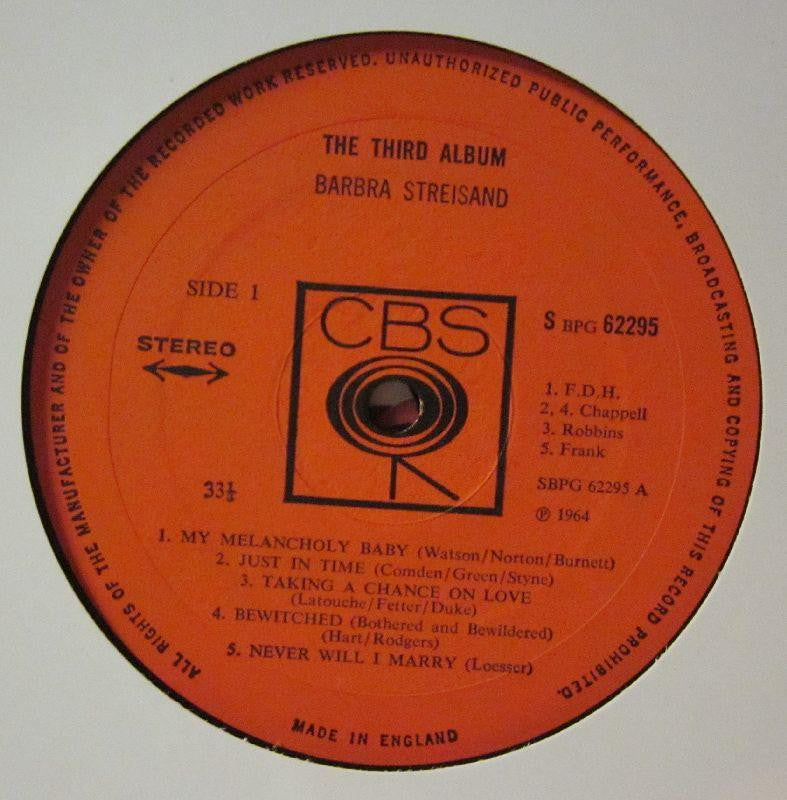 ALL RIGHTS OF THE MANUFACTURER AND OF THE OWNER OF THE RECORDED WORK RESERVED. UNAUTHORIZED PUBLIC PERFORMANCE, BROADCASTING AND COPYING OF THIS RECORD PROHIBITED.
THE THIRD ALBUM
BARBRA STREISAND
SIDE 1
STEREO
33⅓
CBS
S BPG 62295
1. F.D.H.
2, 4. Chappell
3. Robbins
5. Frank
SBPG 62295 A
℗ 1964
1. MY MELANCHOLY BABY (Watson/Norton/Burnett)
2. JUST IN TIME (Comden/Green/Styne)
3. TAKING A CHANCE ON LOVE
(Latouche/Fetter/Duke)
4. BEWITCHED (Bothered and Bewildered)
(Hart/Rodgers)
5. NEVER WILL I MARRY (Loesser)
MADE IN ENGLAND